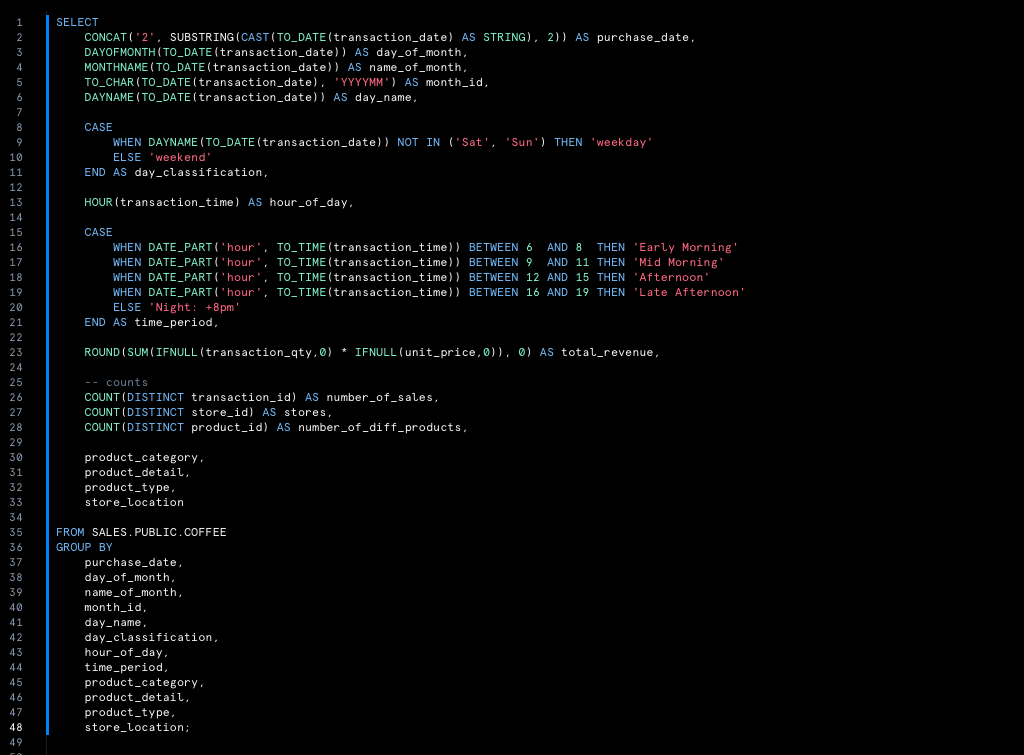 1 SELECT
2 CONCAT('2', SUBSTRING(CAST(TO_DATE(transaction_date) AS STRING), 2)) AS purchase_date,
3 DAYOFMONTH(TO_DATE(transaction_date)) AS day_of_month,
4 MONTHNAME(TO_DATE(transaction_date)) AS name_of_month,
5 TO_CHAR(TO_DATE(transaction_date), 'YYYYMM') AS month_id,
6 DAYNAME(TO_DATE(transaction_date)) AS day_name,
7
8 CASE
9 WHEN DAYNAME(TO_DATE(transaction_date)) NOT IN ('Sat', 'Sun') THEN 'weekday'
10 ELSE 'weekend'
11 END AS day_classification,
12
13 HOUR(transaction_time) AS hour_of_day,
14
15 CASE
16 WHEN DATE_PART('hour', TO_TIME(transaction_time)) BETWEEN 6 AND 8 THEN 'Early Morning'
17 WHEN DATE_PART('hour', TO_TIME(transaction_time)) BETWEEN 9 AND 11 THEN 'Mid Morning'
18 WHEN DATE_PART('hour', TO_TIME(transaction_time)) BETWEEN 12 AND 15 THEN 'Afternoon'
19 WHEN DATE_PART('hour', TO_TIME(transaction_time)) BETWEEN 16 AND 19 THEN 'Late Afternoon'
20 ELSE 'Night: +8pm'
21 END AS time_period,
22
23 ROUND(SUM(IFNULL(transaction_qty,0) * IFNULL(unit_price,0)), 0) AS total_revenue,
24
25 -- counts
26 COUNT(DISTINCT transaction_id) AS number_of_sales,
27 COUNT(DISTINCT store_id) AS stores,
28 COUNT(DISTINCT product_id) AS number_of_diff_products,
29
30 product_category,
31 product_detail,
32 product_type,
33 store_location
34
35 FROM SALES.PUBLIC.COFFEE
36 GROUP BY
37 purchase_date,
38 day_of_month,
39 name_of_month,
40 month_id,
41 day_name,
42 day_classification,
43 hour_of_day,
44 time_period,
45 product_category,
46 product_detail,
47 product_type,
48 store_location;
49